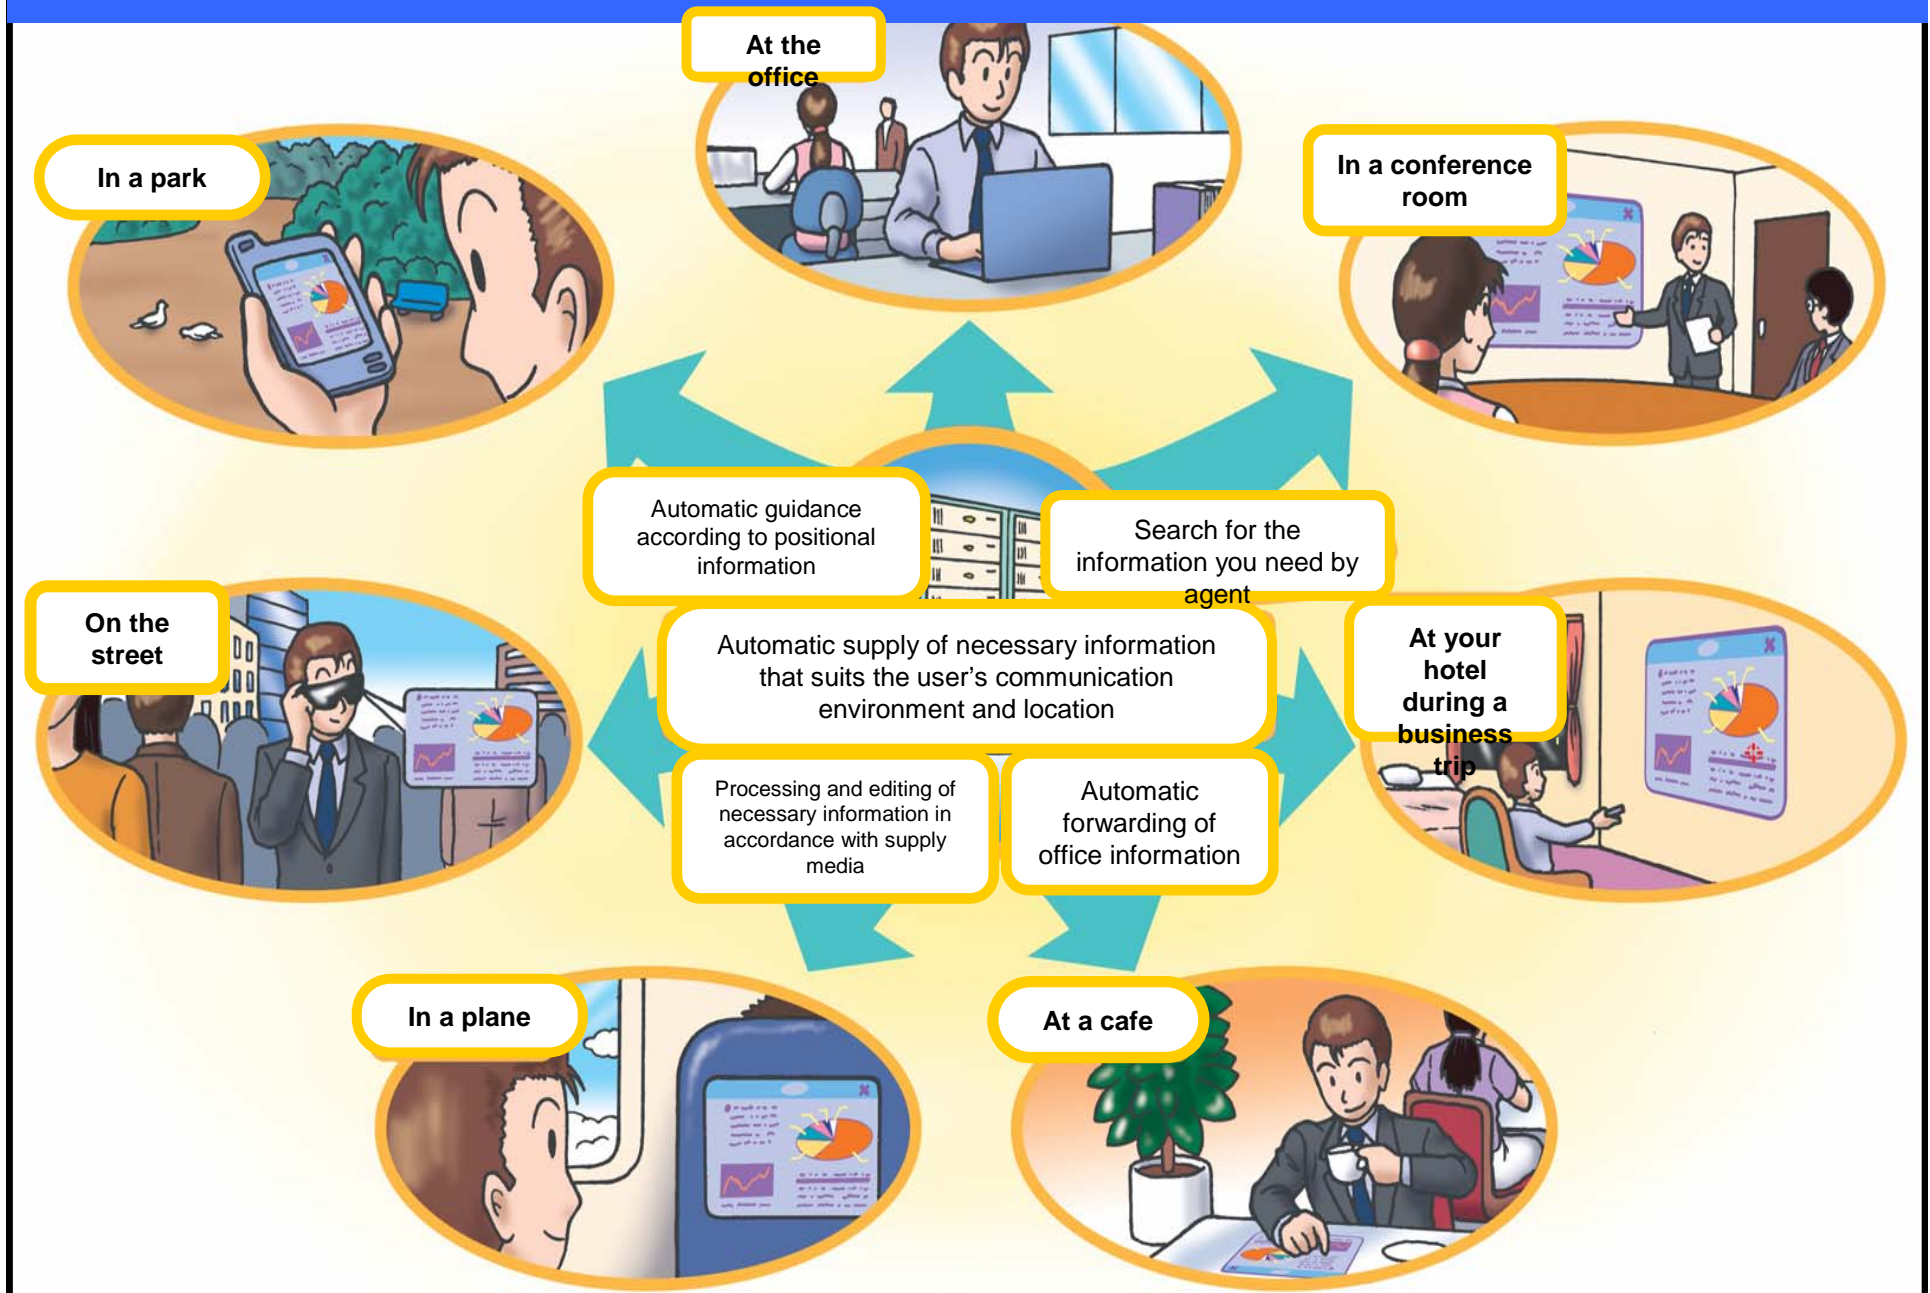 At the
office
In a park
In a conference
room
Automatic guidance
according to positional
information
Search for the
information you need by
agent
On the
street
Automatic supply of necessary information
that suits the user's communication
environment and location
At your
hotel
during a
business
trip
Processing and editing of
necessary information in
accordance with supply
media
Automatic
forwarding of
office information
In a plane
At a cafe